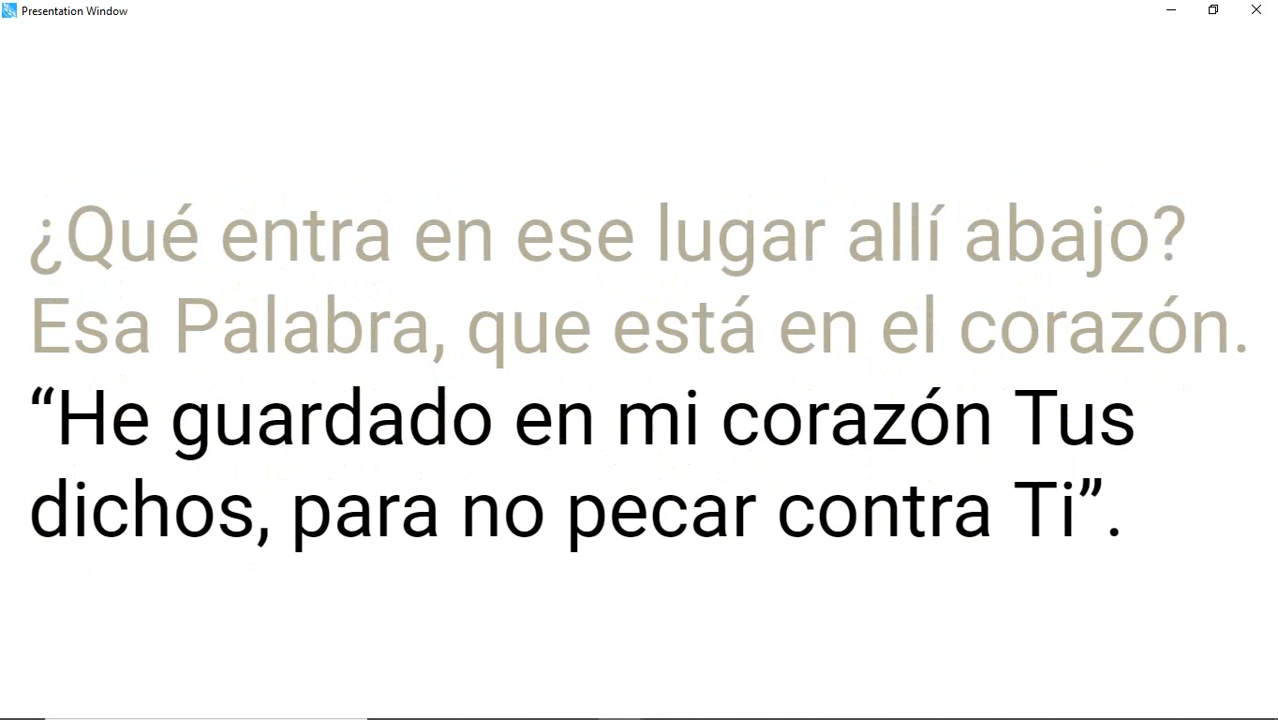 Presentation Window
¿Qué entra en ese lugar allí abajo?
Esa Palabra, que está en el corazón.
“He guardado en mi corazón Tus
dichos, para no pecar contra Ti”.